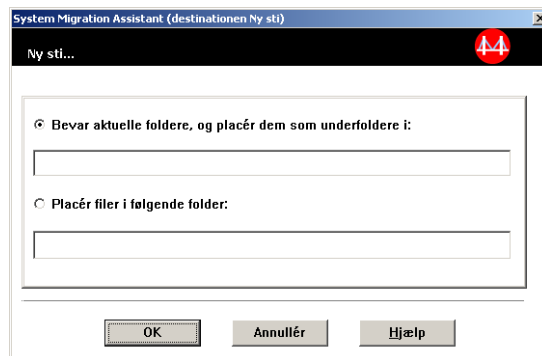 System Migration Assistant (destinationen Ny sti)
Ny sti...
Bevar aktuelle foldere, og placér dem som underfoldere i:
Placér filer i følgende folder:
OK
Annullér
Hjælp